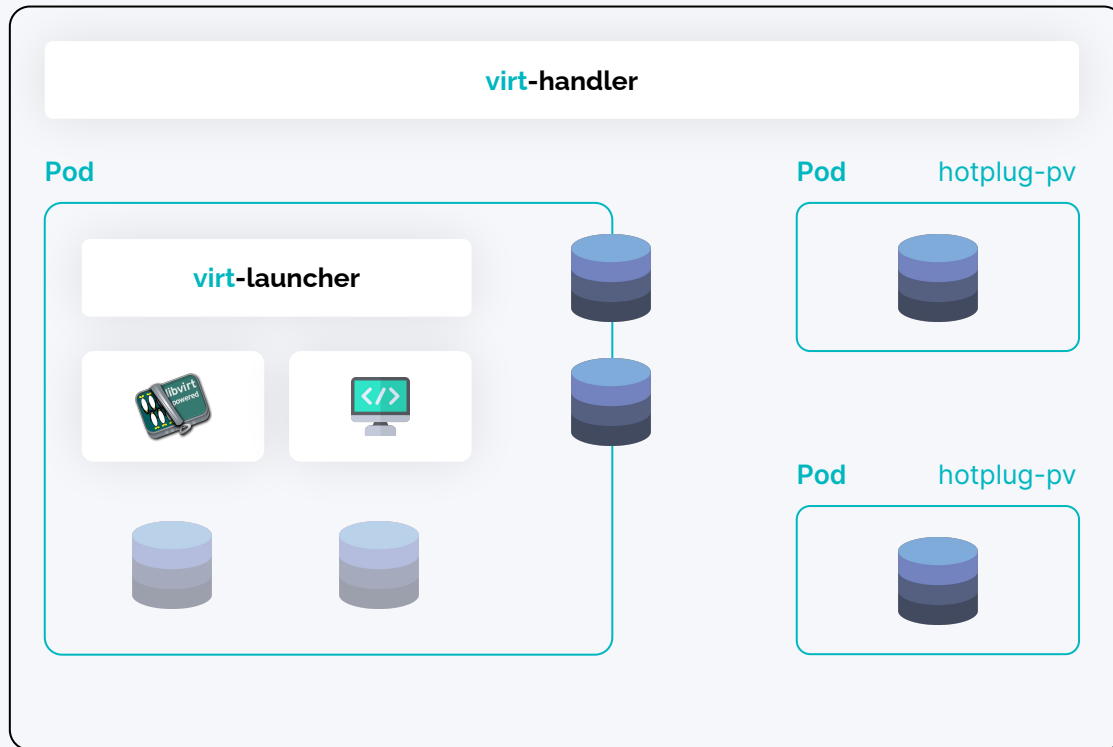 virt-handler
Pod
Pod hotplug-pv
virt-launcher
libvirt
powered
Pod hotplug-pv